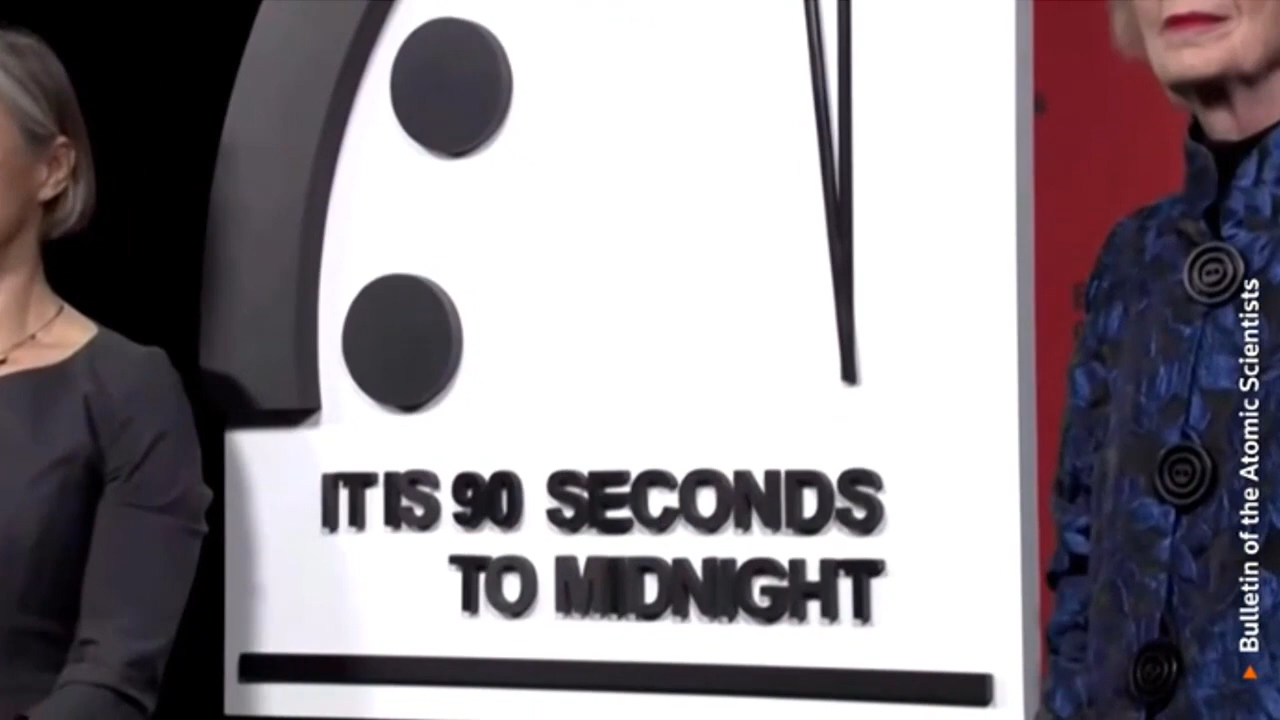 IT IS 90 SECONDS
TO MIDNIGHT
Bulletin of the Atomic Scientists